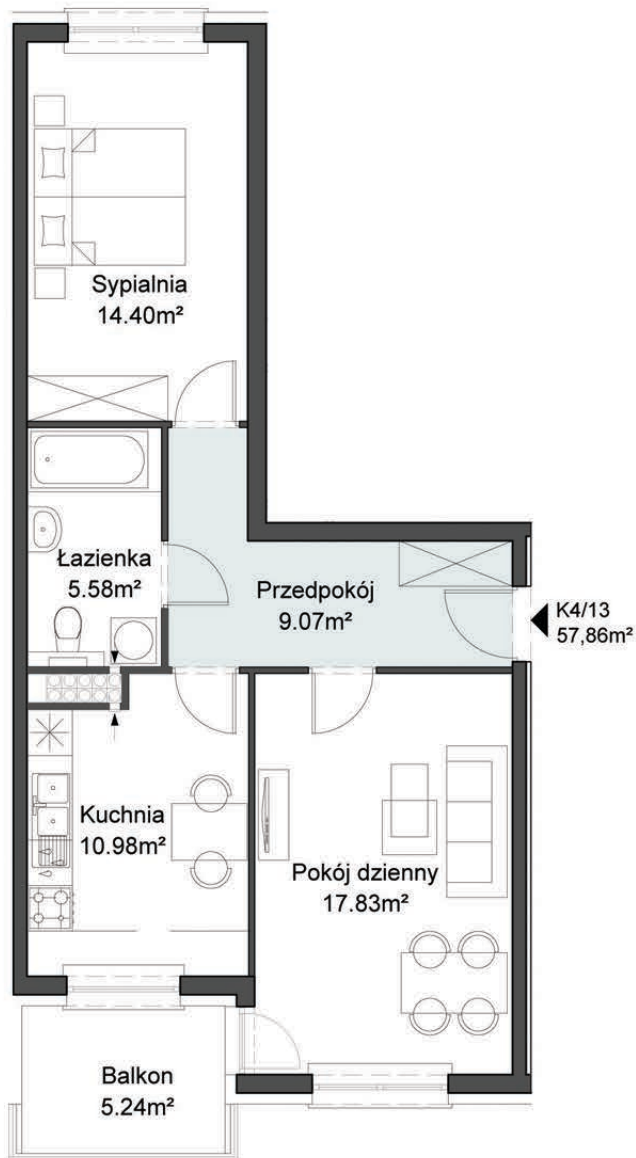 Sypialnia
14.40m²
Łazienka
5.58m²
Przedpokój
9.07m²
K4/13
57,86m²
Kuchnia
10.98m²
Pokój dzienny
17.83m²
Balkon
5.24m²